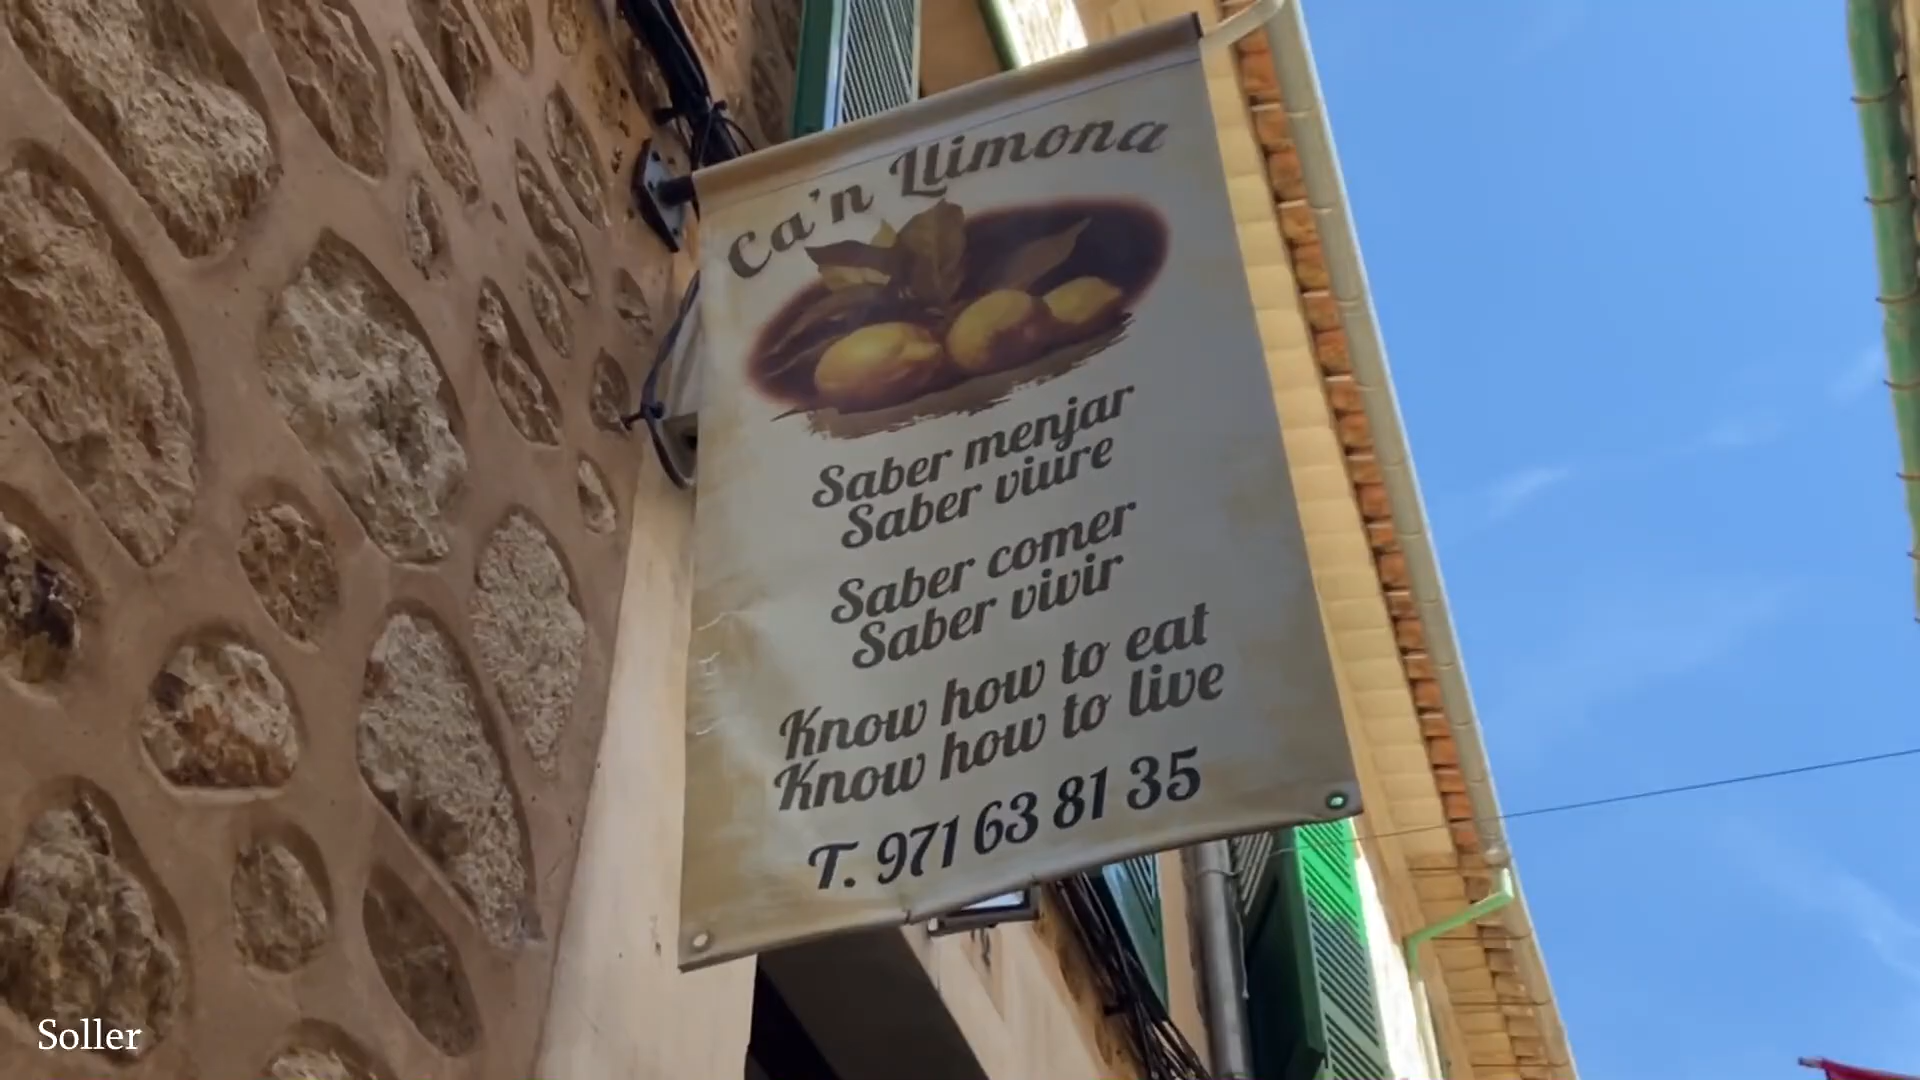 Ca'n Llimona
Saber menjar
Saber viure
Saber comer
Saber vivir
Know how to eat
Know how to live
T. 971 63 81 35
Soller